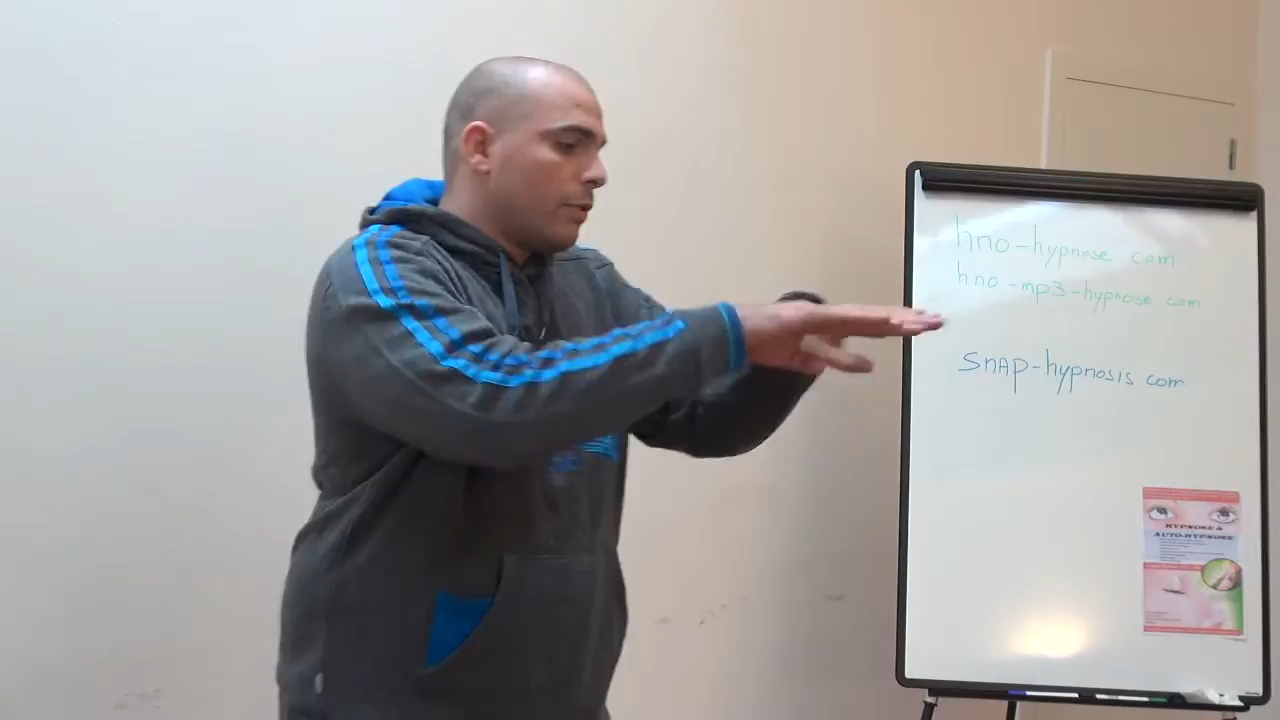 hno-hypnose.com
hno-mp3-hypnose.com
snap-hypnosis.com
HYPNOSE &
AUTO-HYPNOSE